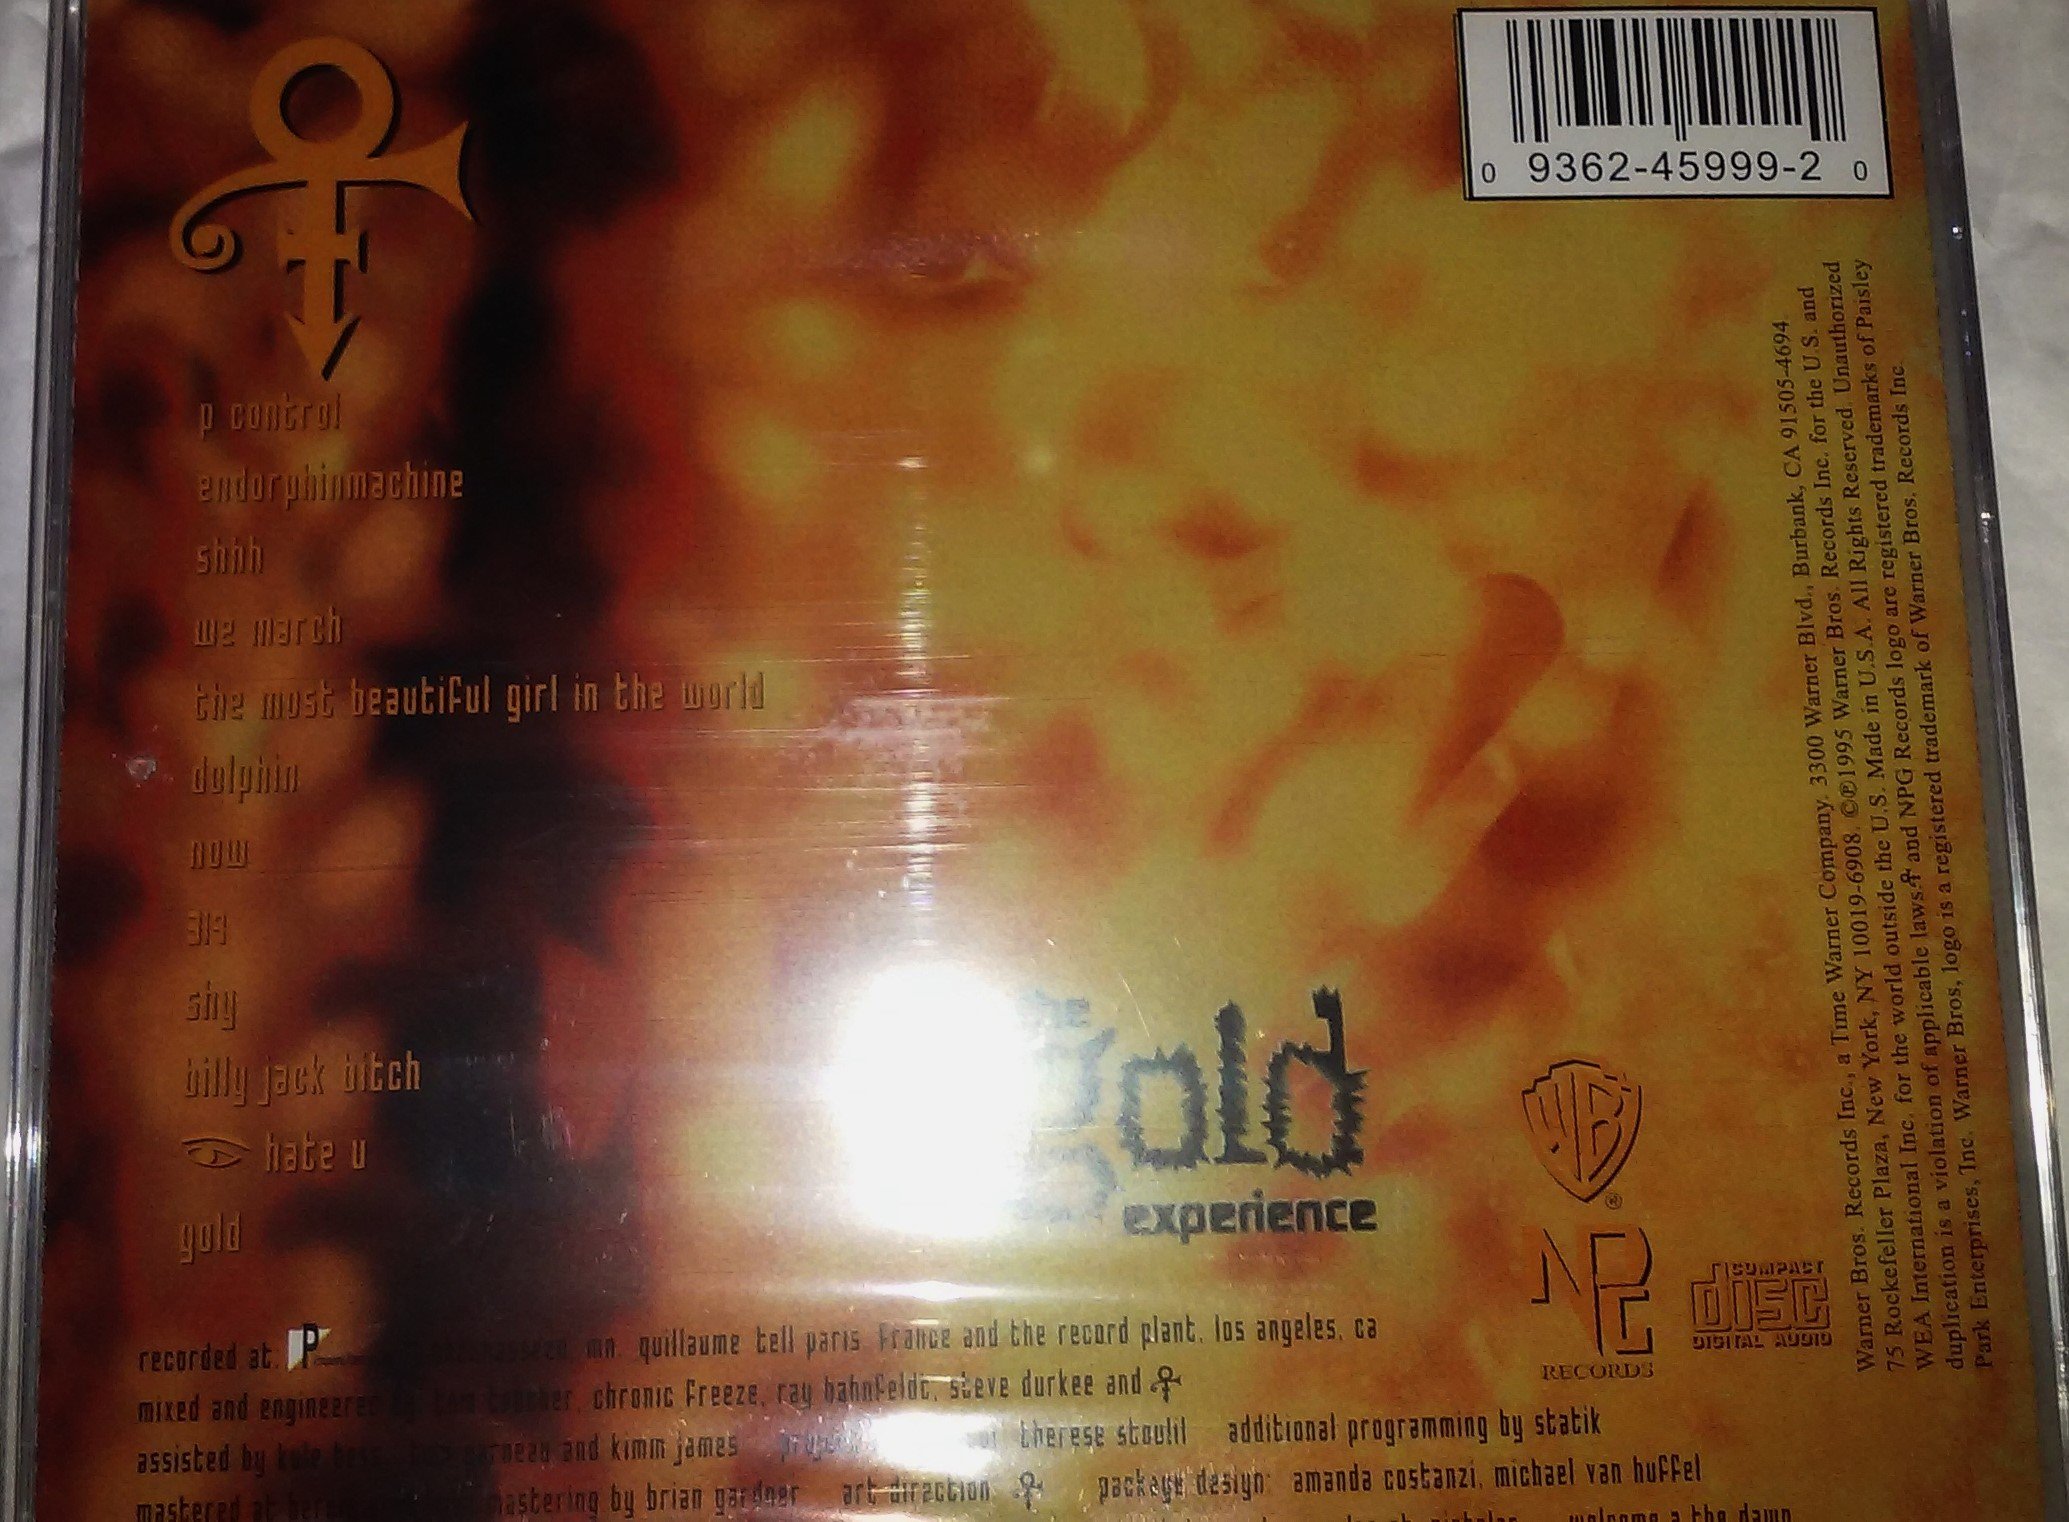 p control
endorphinmachine
shhh
we march
the most beautiful girl in the world
dolphin
now
319
shy
billy jack bitch
hate u
gold
0 9362-45999-2 0
the
gold
experience
WB
®
NPG
RECORDS
COMPACT
disc
DIGITAL AUDIO
recorded at: P mn. guillaume tell paris, france and the record plant, los angeles, ca
mixed and engineered chronic freeze, ray hahnfeldt, steve durkee and
assisted by and kimm james therese stoulil additional programming by statik
mastered at mastering by brian gardner art direction: package design: amanda costanzi, michael van huffel
welcome 2 the dawn
Warner Bros. Records Inc., a Time Warner Company. 3300 Warner Blvd., Burbank, CA 91505-4694.
75 Rockefeller Plaza, New York, NY 10019-6908. ©℗1995 Warner Bros. Records Inc. for the U.S. and
WEA International Inc. for the world outside the U.S. Made in U.S.A. All Rights Reserved. Unauthorized
duplication is a violation of applicable laws. and NPG Records logo are registered trademarks of Paisley
Park Enterprises, Inc. Warner Bros. logo is a registered trademark of Warner Bros. Records Inc.